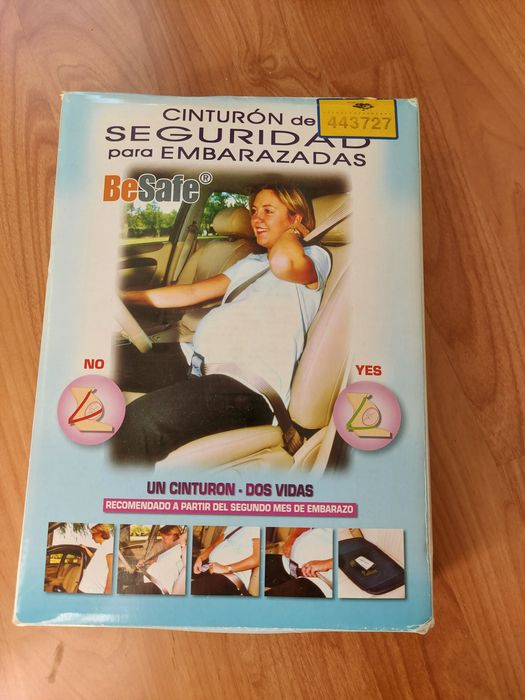 CINTURÓN de
443727
SEGURIDAD
para EMBARAZADAS
BeSafe®
NO
YES
UN CINTURON - DOS VIDAS
RECOMENDADO A PARTIR DEL SEGUNDO MES DE EMBARAZO